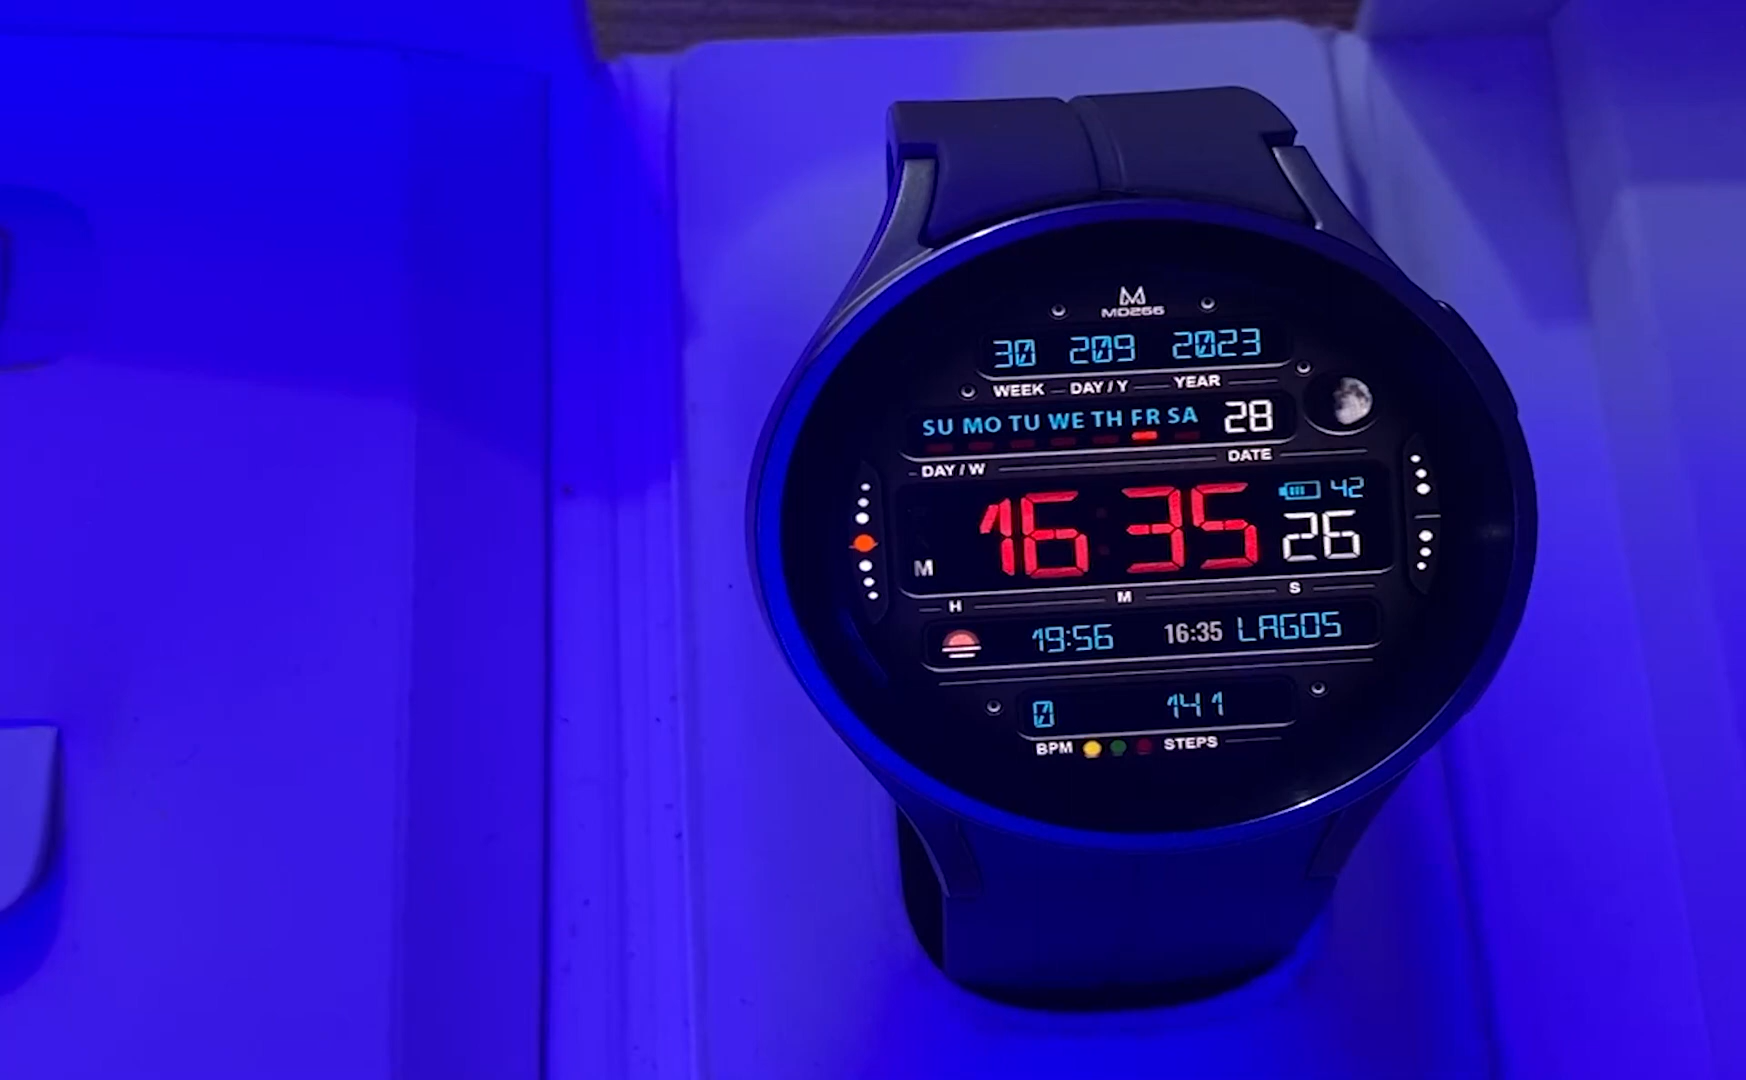 MD256
30 209 2023
WEEK DAY / Y YEAR
SU MO TU WE TH FR SA 28
DAY / W DATE
42
M 16 35 26
H M S
19:56 16:35 LAGOS
0 141
BPM STEPS